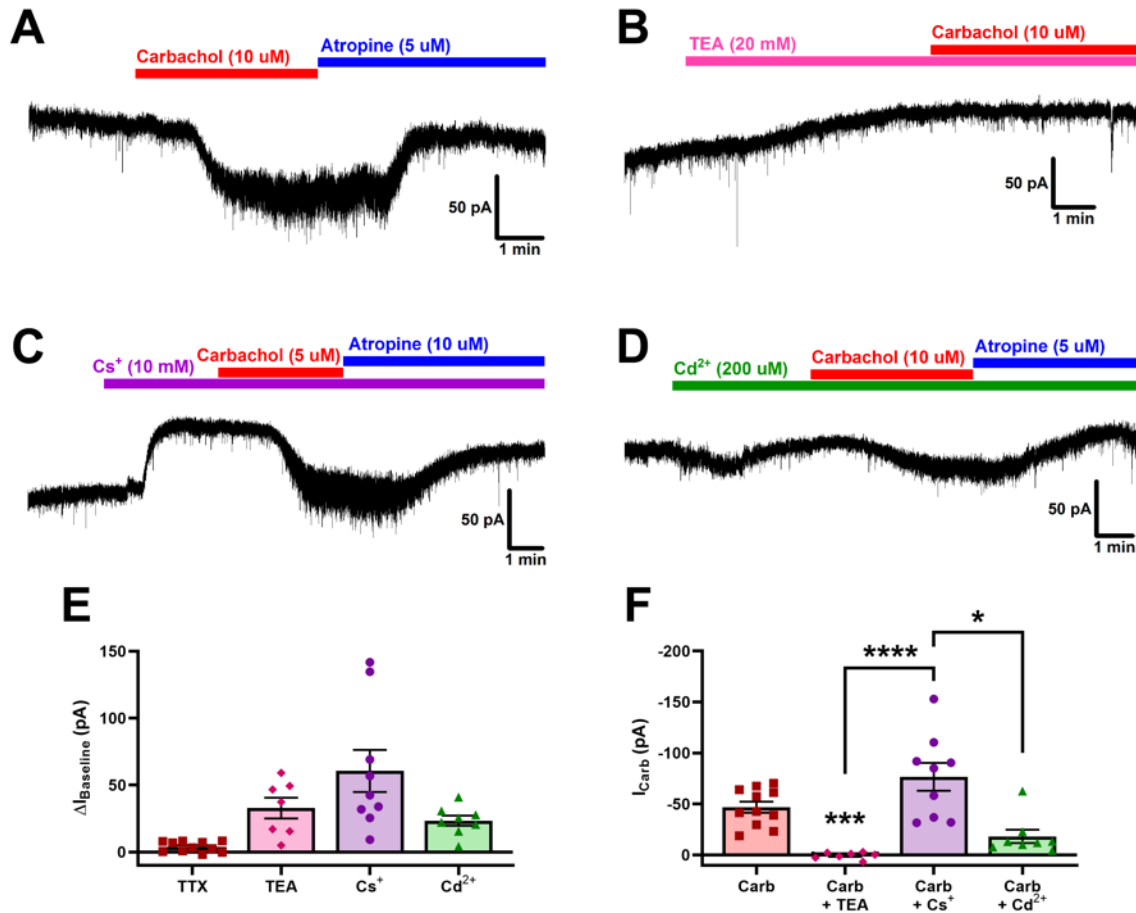 A
Carbachol (10 uM)
Atropine (5 uM)
50 pA
1 min
B
TEA (20 mM)
Carbachol (10 uM)
50 pA
1 min
C
Cs+ (10 mM)
Carbachol (5 uM)
Atropine (10 uM)
50 pA
1 min
D
Cd2+ (200 uM)
Carbachol (10 uM)
Atropine (5 uM)
50 pA
1 min
E
ΔIBaseline (pA)
150
100
50
0
TTX
TEA
Cs+
Cd2+
F
ICarb (pA)
-200
-150
-100
-50
0
****
*
***
Carb
Carb
+ TEA
Carb
+ Cs+
Carb
+ Cd2+